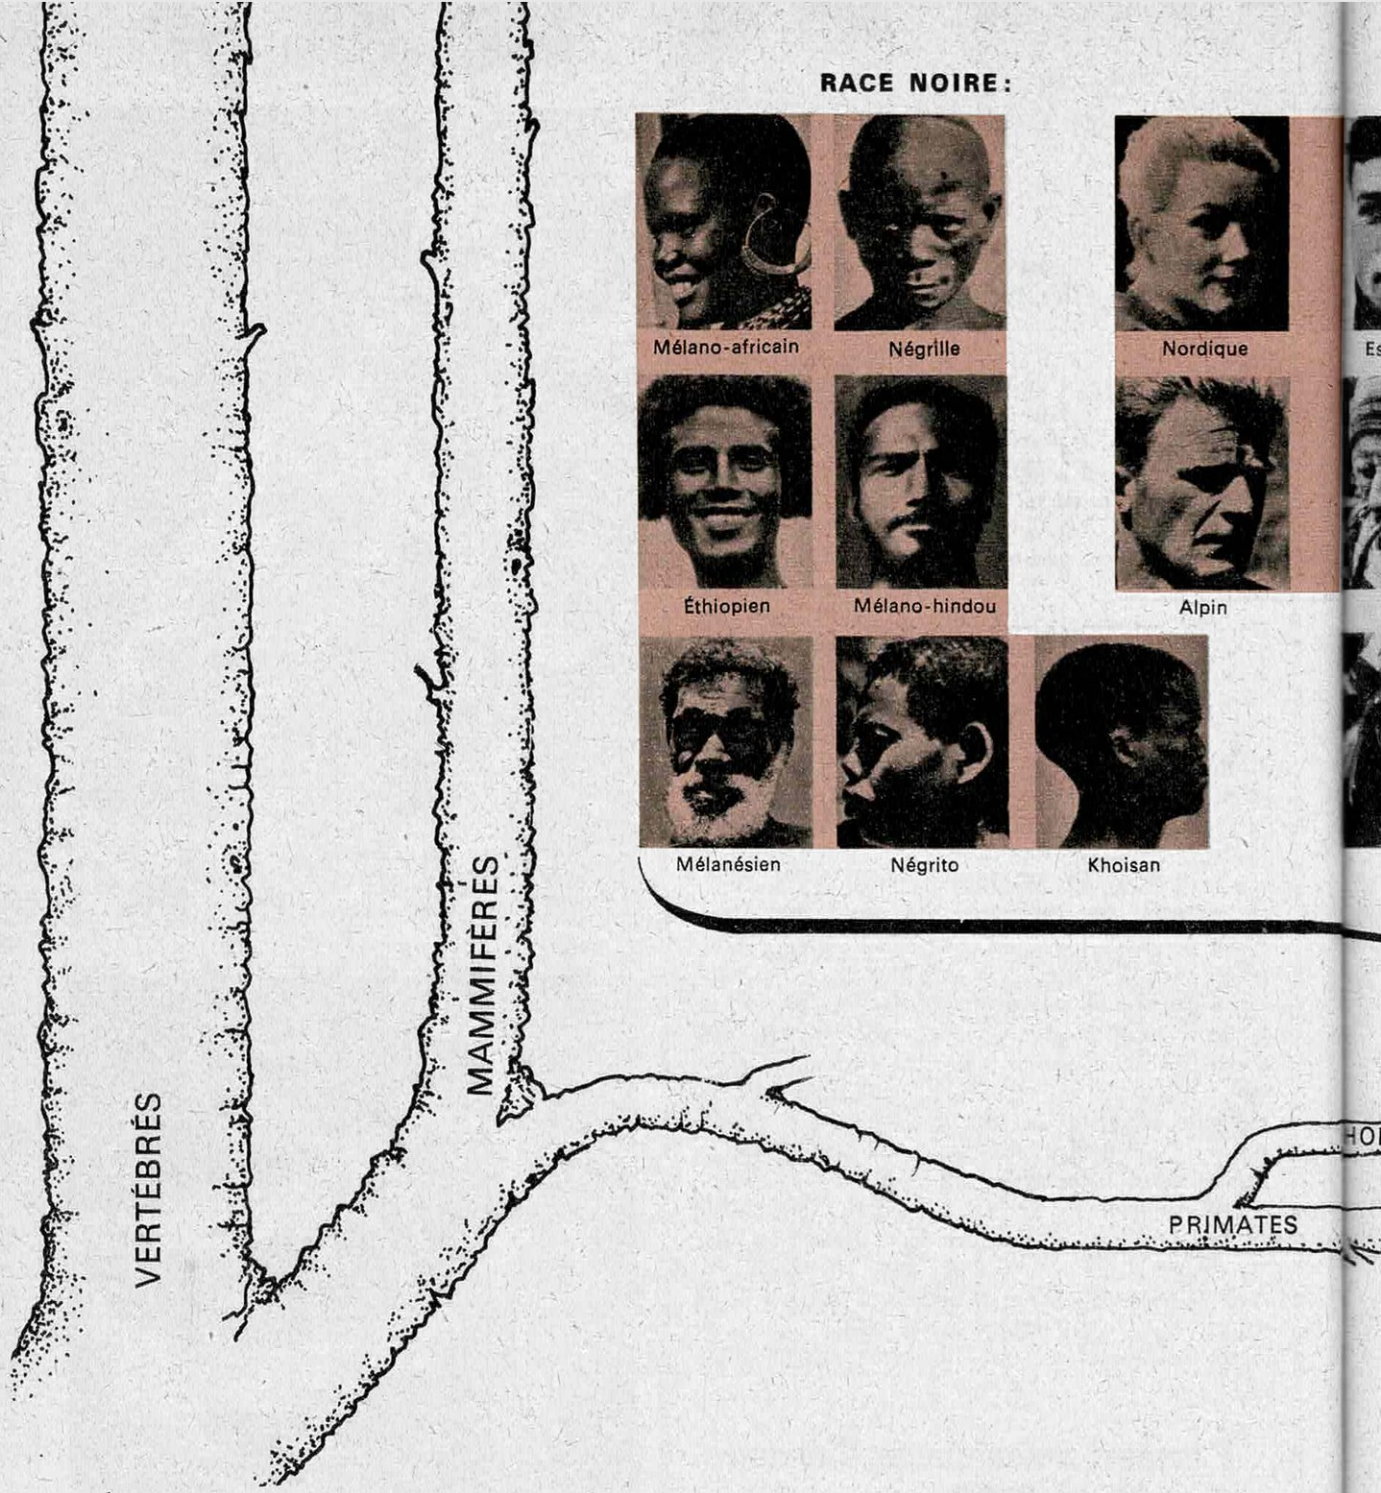 RACE NOIRE:
Mélano-africain
Négrille
Nordique
Éthiopien
Mélano-hindou
Alpin
Mélanésien
Négrito
Khoisan
MAMMIFÈRES
VERTÉBRÉS
PRIMATES